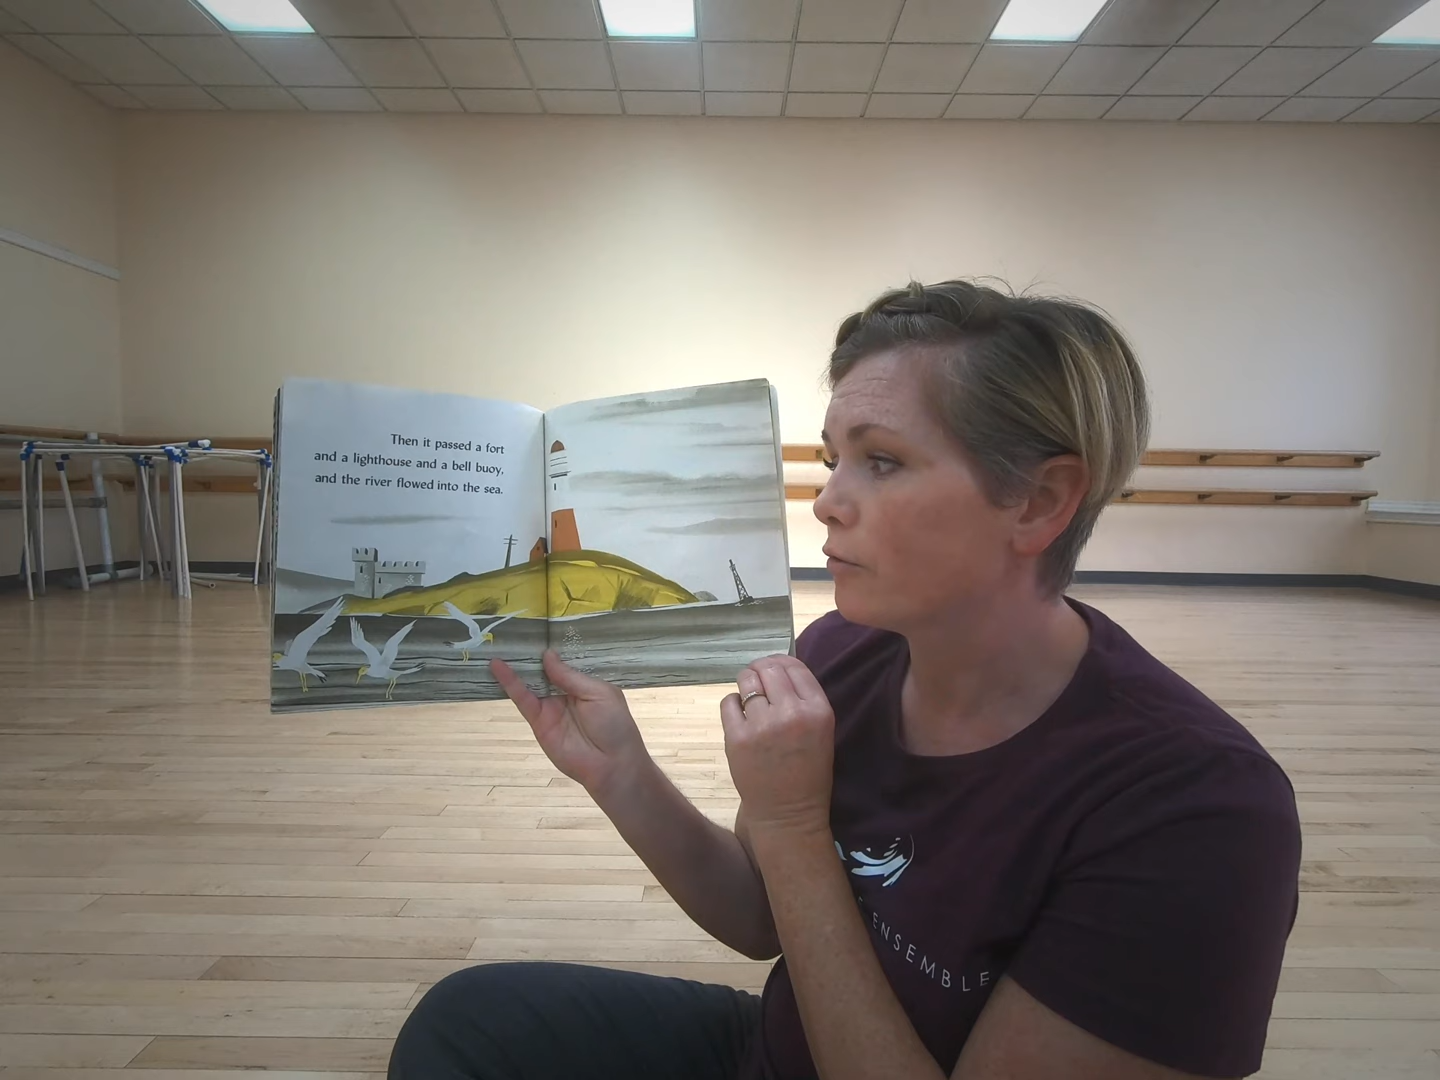 Then it passed a fort
and a lighthouse and a bell buoy,
and the river flowed into the sea.
ENSEMBLE